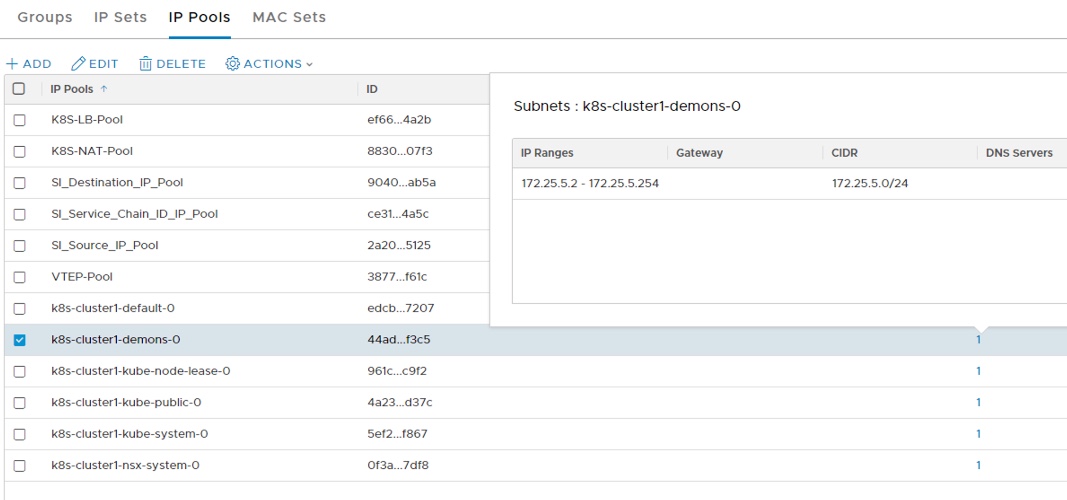 Groups IP Sets IP Pools MAC Sets
+ ADD EDIT DELETE ACTIONS
IP Pools ↑ ID
Subnets : k8s-cluster1-demons-0
IP Ranges Gateway CIDR DNS Servers
172.25.5.2 - 172.25.5.254 172.25.5.0/24
K8S-LB-Pool ef66...4a2b
K8S-NAT-Pool 8830...07f3
SI_Destination_IP_Pool 9040...ab5a
SI_Service_Chain_ID_IP_Pool ce31...4a5c
SI_Source_IP_Pool 2a20...5125
VTEP-Pool 3877...f61c
k8s-cluster1-default-0 edcb...7207
k8s-cluster1-demons-0 44ad...f3c5 1
k8s-cluster1-kube-node-lease-0 961c...c9f2 1
k8s-cluster1-kube-public-0 4a23...d37c 1
k8s-cluster1-kube-system-0 5ef2...f867 1
k8s-cluster1-nsx-system-0 0f3a...7df8 1